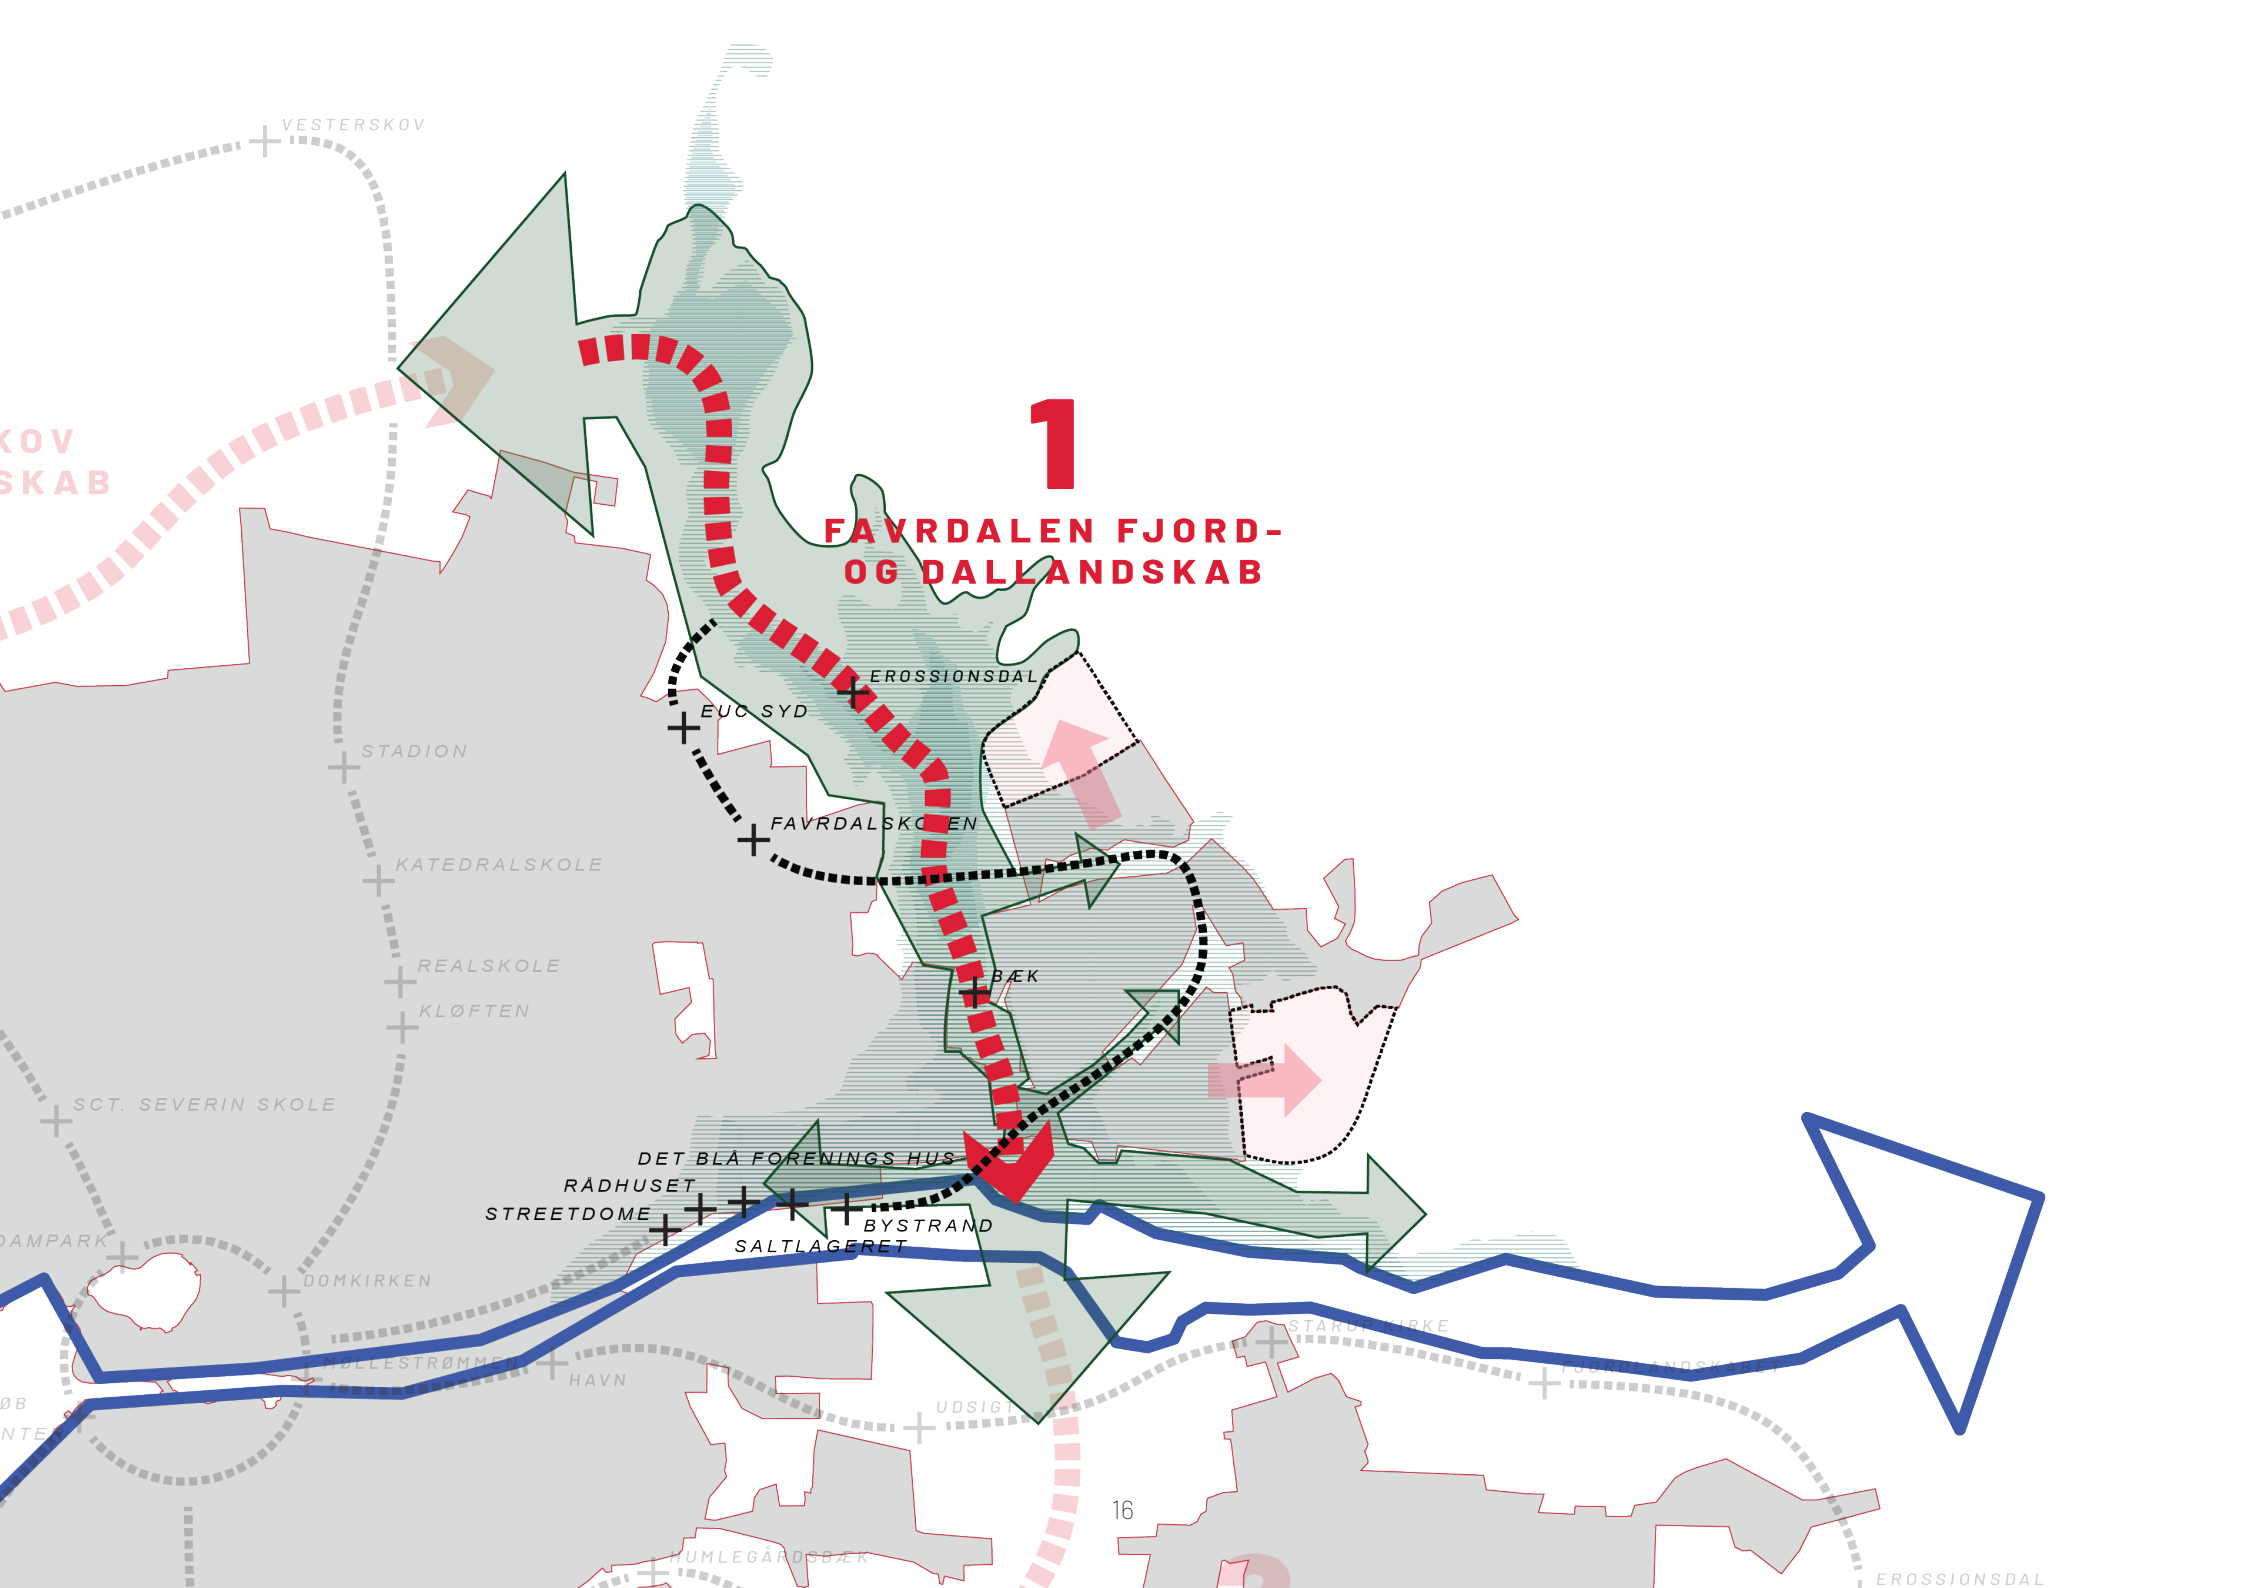 VESTERSKOV
KOV
SKAB
1
FAVRDALEN FJORD-
OG DALLANDSKAB
EROSSIONSDAL
EUC SYD
STADION
FAVRDALSKOLEN
KATEDRALSKOLE
REALSKOLE
BÆK
KLØFTEN
SCT. SEVERIN SKOLE
DET BLÅ FORENINGS HUS
RÅDHUSET
STREETDOME
BYSTRAND
SALTLAGERET
DAMPARK
DOMKIRKEN
STARUP KIRKE
MØLLESTRØMMEN
FJORDLANDSKABET
HAVN
ØB
UDSIGT
NTER
16
HUMLEGÅRDSBÆK
EROSSIONSDAL